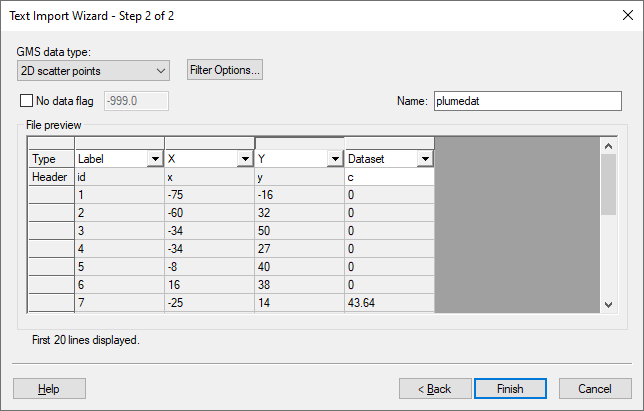 Text Import Wizard - Step 2 of 2
GMS data type:
2D scatter points
Filter Options...
No data flag
-999.0
Name:
plumedat
File preview
Type Label X Y Dataset
Header id x y c
1 -75 -16 0
2 -60 32 0
3 -34 50 0
4 -34 27 0
5 -8 40 0
6 16 38 0
7 -25 14 43.64
First 20 lines displayed.
Help
< Back
Finish
Cancel